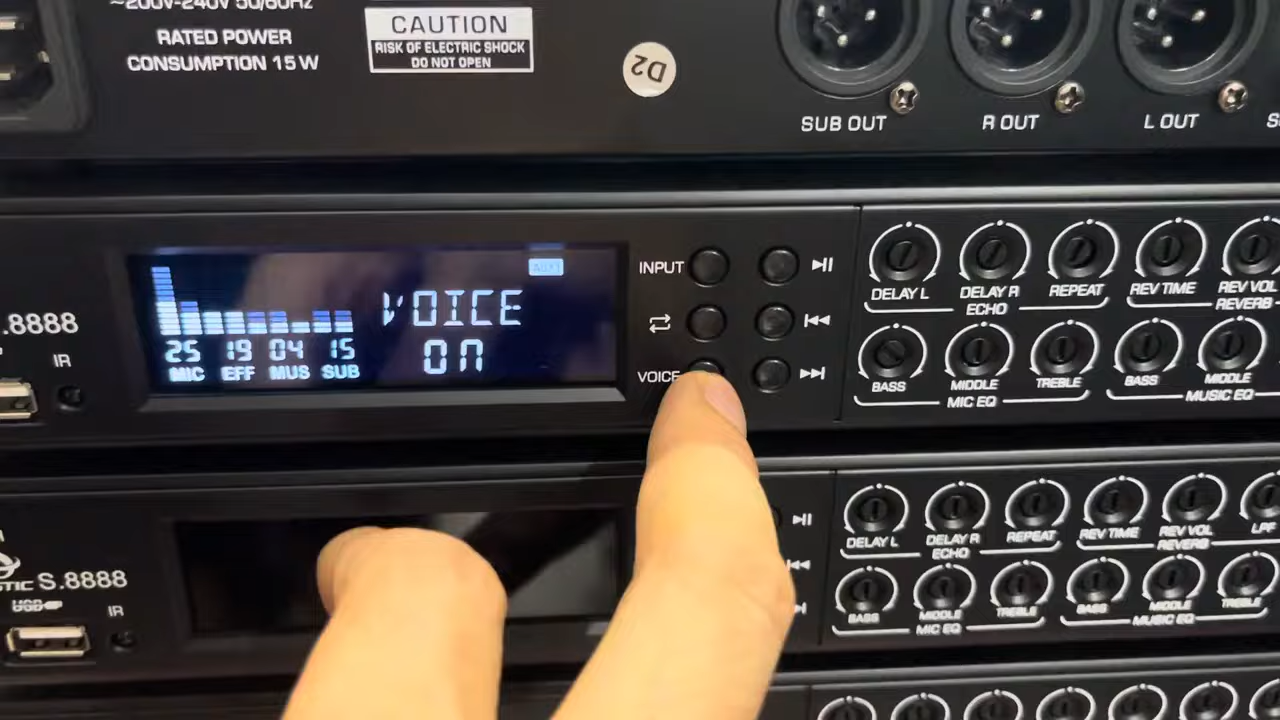 ~200V-240V 50/60Hz
RATED POWER
CONSUMPTION 15W
CAUTION
RISK OF ELECTRIC SHOCK
DO NOT OPEN
D2
SUB OUT
R OUT
L OUT
.8888
IR
25 19 04 15
MIC EFF MUS SUB
VOICE
ON
AUX1
INPUT
VOICE
DELAY L
DELAY R
REPEAT
ECHO
REV TIME
REV VOL
REVERB
BASS
MIDDLE
TREBLE
MIC EQ
BASS
MIDDLE
MUSIC EQ
S.8888
USB
IR
DELAY L
DELAY R
REPEAT
ECHO
REV TIME
REV VOL
REVERB
LPF
BASS
MIDDLE
TREBLE
MIC EQ
BASS
MIDDLE
TREBLE
MUSIC EQ